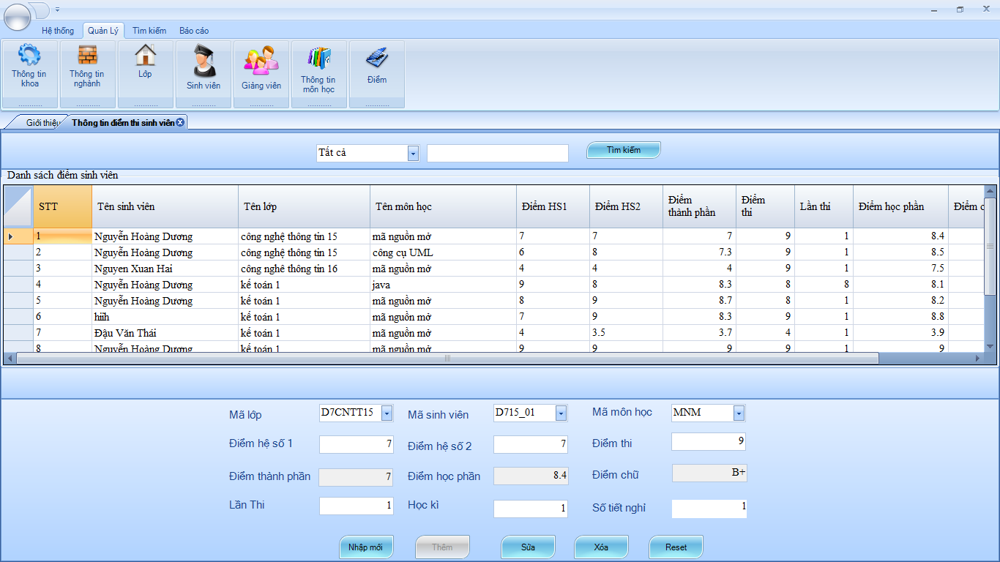 Hệ thống Quản Lý Tìm kiếm Báo cáo
Thông tin khoa
Thông tin nghành
Lớp
Sinh viên
Giảng viên
Thông tin môn học
Điểm
Giới thiệu Thông tin điểm thi sinh viên
Tất cả Tìm kiếm
Danh sách điểm sinh viên
STT Tên sinh viên Tên lớp Tên môn học Điểm HS1 Điểm HS2 Điểm thành phần Điểm thi Lần thi Điểm học phần Điểm c
1 Nguyễn Hoàng Dương công nghệ thông tin 15 mã nguồn mở 7 7 7 9 1 8.4
2 Nguyễn Hoàng Dương công nghệ thông tin 15 công cụ UML 6 8 7.3 9 1 8.5
3 Nguyen Xuan Hai công nghê thông tin 16 mã nguồn mở 4 4 4 9 1 7.5
4 Nguyễn Hoàng Dương kế toán 1 java 9 8 8.3 8 8 8.1
5 Nguyễn Hoàng Dương kế toán 1 mã nguồn mở 8 9 8.7 8 1 8.2
6 hiih kế toán 1 mã nguồn mở 7 9 8.3 9 1 8.8
7 Đậu Văn Thái kế toán 1 mã nguồn mở 4 3.5 3.7 4 1 3.9
8 Nguyễn Hoàng Dương kế toán 1 mã nguồn mở 9 9 9 9 1 9
Mã lớp D7CNTT15 Mã sinh viên D715_01 Mã môn học MNM
Điểm hệ số 1 7 Điểm hệ số 2 7 Điểm thi 9
Điểm thành phần 7 Điểm học phần 8.4 Điểm chữ B+
Lần Thi 1 Học kì 1 Số tiết nghỉ 1
Nhập mới Thêm Sửa Xóa Reset